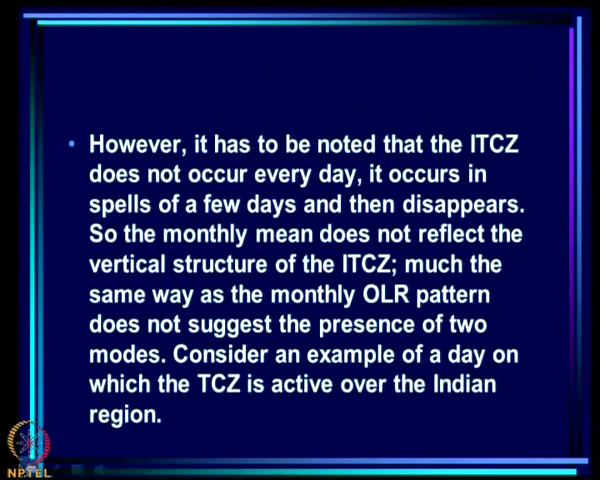 • However, it has to be noted that the ITCZ
does not occur every day, it occurs in
spells of a few days and then disappears.
So the monthly mean does not reflect the
vertical structure of the ITCZ; much the
same way as the monthly OLR pattern
does not suggest the presence of two
modes. Consider an example of a day on
which the TCZ is active over the Indian
region.
NPTEL